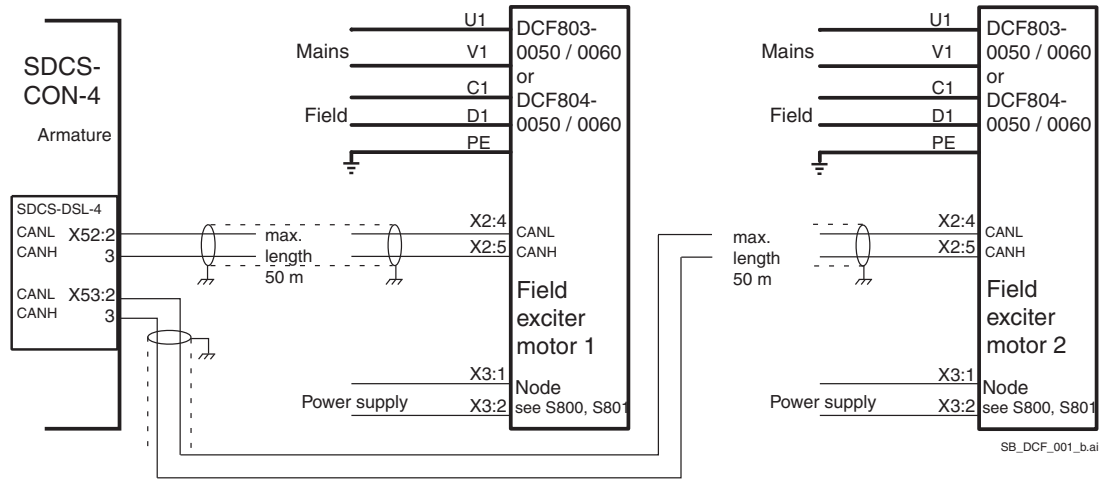 SDCS-
CON-4
Armature
SDCS-DSL-4
CANL X52:2
CANH 3
CANL X53:2
CANH 3
max.
length
50 m
Mains
Field
U1
V1
C1
D1
PE
X2:4
X2:5
X3:1
X3:2
Power supply
DCF803-
0050 / 0060
or
DCF804-
0050 / 0060
CANL
CANH
Field
exciter
motor 1
Node
see S800, S801
max.
length
50 m
Mains
Field
U1
V1
C1
D1
PE
X2:4
X2:5
X3:1
X3:2
Power supply
DCF803-
0050 / 0060
or
DCF804-
0050 / 0060
CANL
CANH
Field
exciter
motor 2
Node
see S800, S801
SB_DCF_001_b.ai